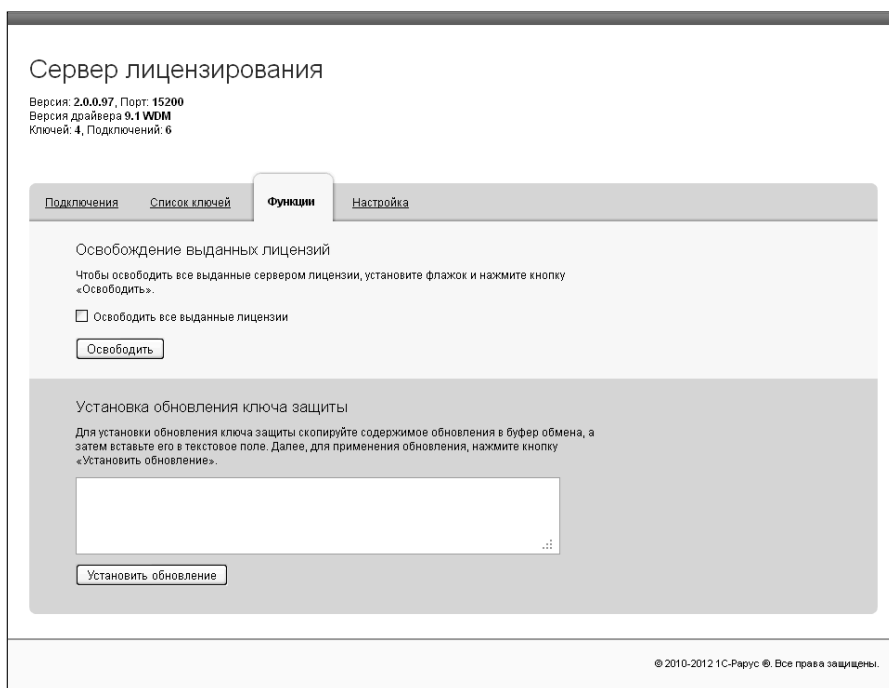 Сервер лицензирования
Версия: 2.0.0.97, Порт: 15200
Версия драйвера 9.1 WDM
Ключей: 4, Подключений: 6
Подключения Список ключей Функции Настройка
Освобождение выданных лицензий
Чтобы освободить все выданные сервером лицензии, установите флажок и нажмите кнопку
«Освободить».
Освободить все выданные лицензии
Освободить
Установка обновления ключа защиты
Для установки обновления ключа защиты скопируйте содержимое обновления в буфер обмена, а
затем вставьте его в текстовое поле. Далее, для применения обновления, нажмите кнопку
«Установить обновление».
Установить обновление
© 2010-2012 1С-Рарус ®. Все права защищены.